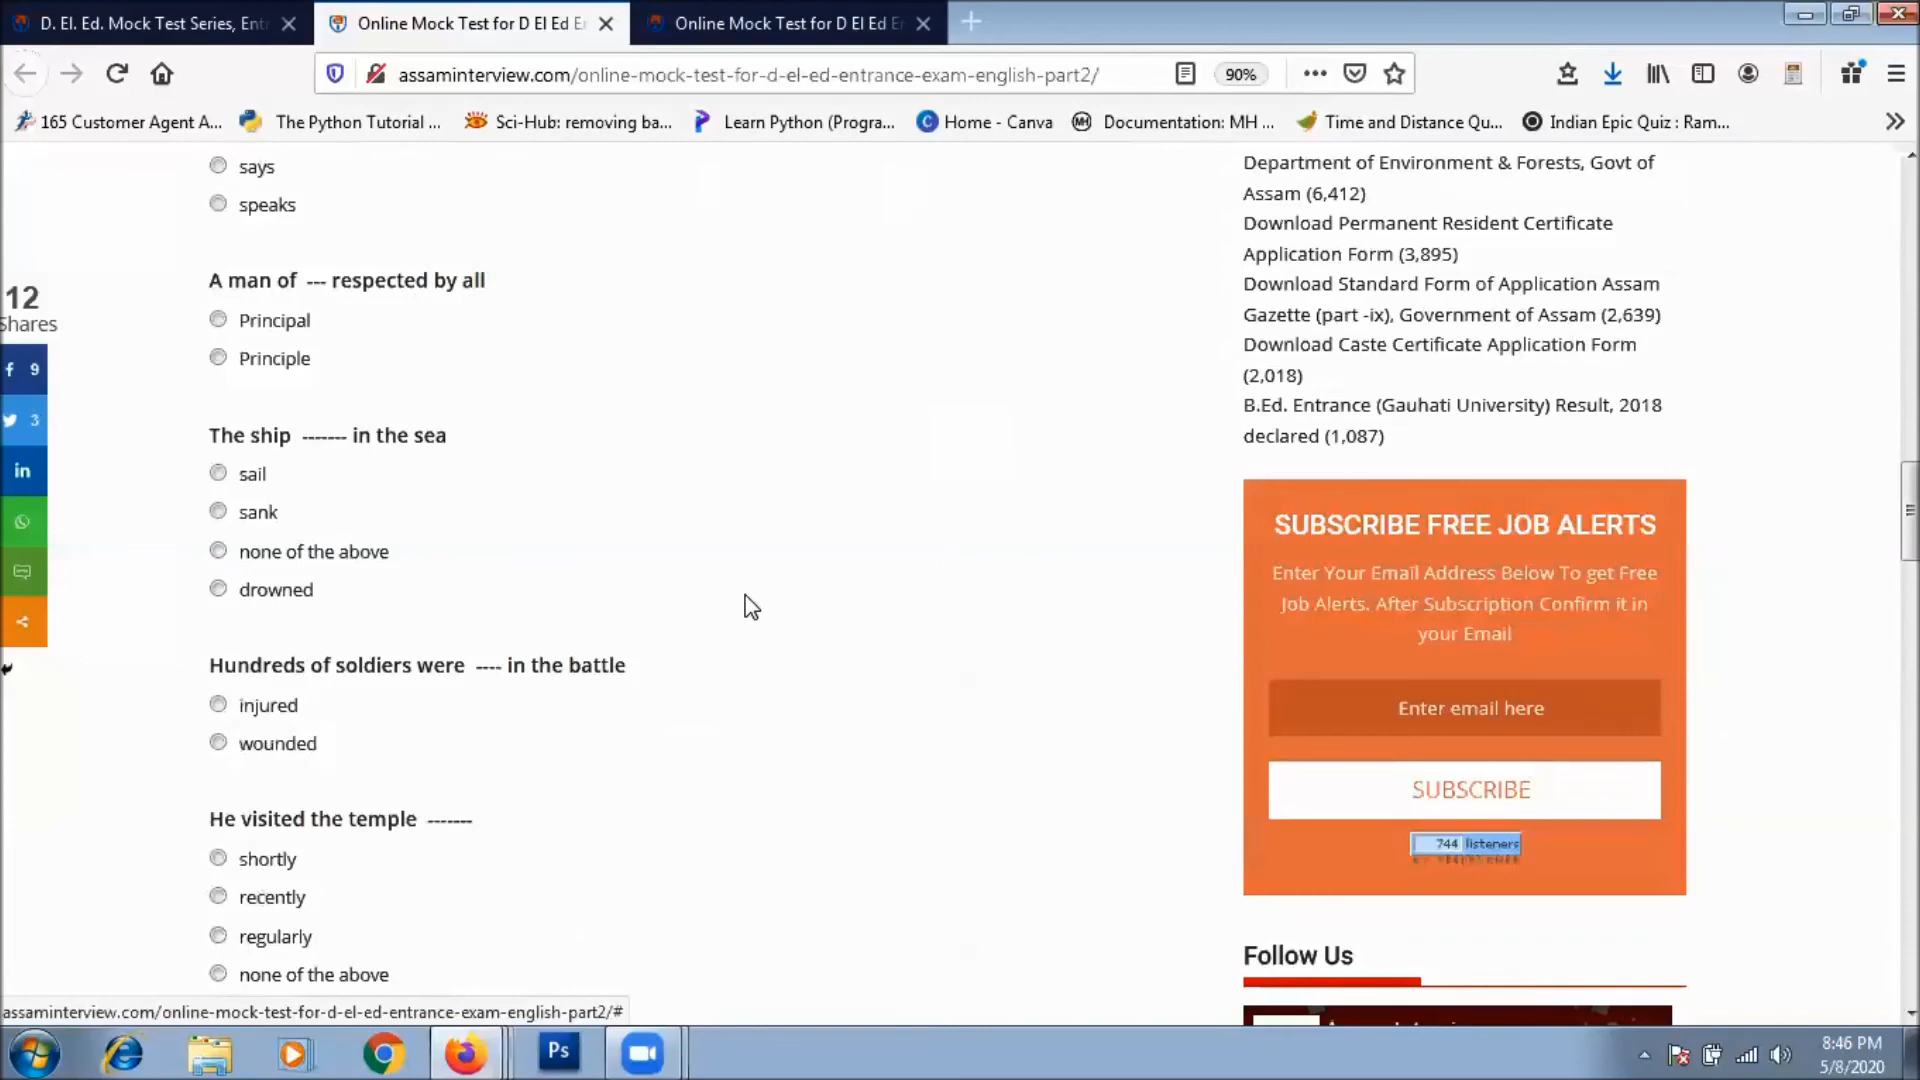 D. El. Ed. Mock Test Series, Entr
Online Mock Test for D El Ed E
Online Mock Test for D El Ed E
assaminterview.com/online-mock-test-for-d-el-ed-entrance-exam-english-part2/
90%
165 Customer Agent A...
The Python Tutorial ...
Sci-Hub: removing ba...
Learn Python (Progra...
Home - Canva
Documentation: MH ...
Time and Distance Qu...
Indian Epic Quiz : Ram...
says
speaks
A man of --- respected by all
Principal
Principle
The ship ------- in the sea
sail
sank
none of the above
drowned
Hundreds of soldiers were ---- in the battle
injured
wounded
He visited the temple -------
shortly
recently
regularly
none of the above
12
Shares
9
3
Department of Environment & Forests, Govt of
Assam (6,412)
Download Permanent Resident Certificate
Application Form (3,895)
Download Standard Form of Application Assam
Gazette (part -ix), Government of Assam (2,639)
Download Caste Certificate Application Form
(2,018)
B.Ed. Entrance (Gauhati University) Result, 2018
declared (1,087)
SUBSCRIBE FREE JOB ALERTS
Enter Your Email Address Below To get Free
Job Alerts. After Subscription Confirm it in
your Email
Enter email here
SUBSCRIBE
744 listeners
Follow Us
assaminterview.com/online-mock-test-for-d-el-ed-entrance-exam-english-part2/#
Ps
8:46 PM
5/8/2020